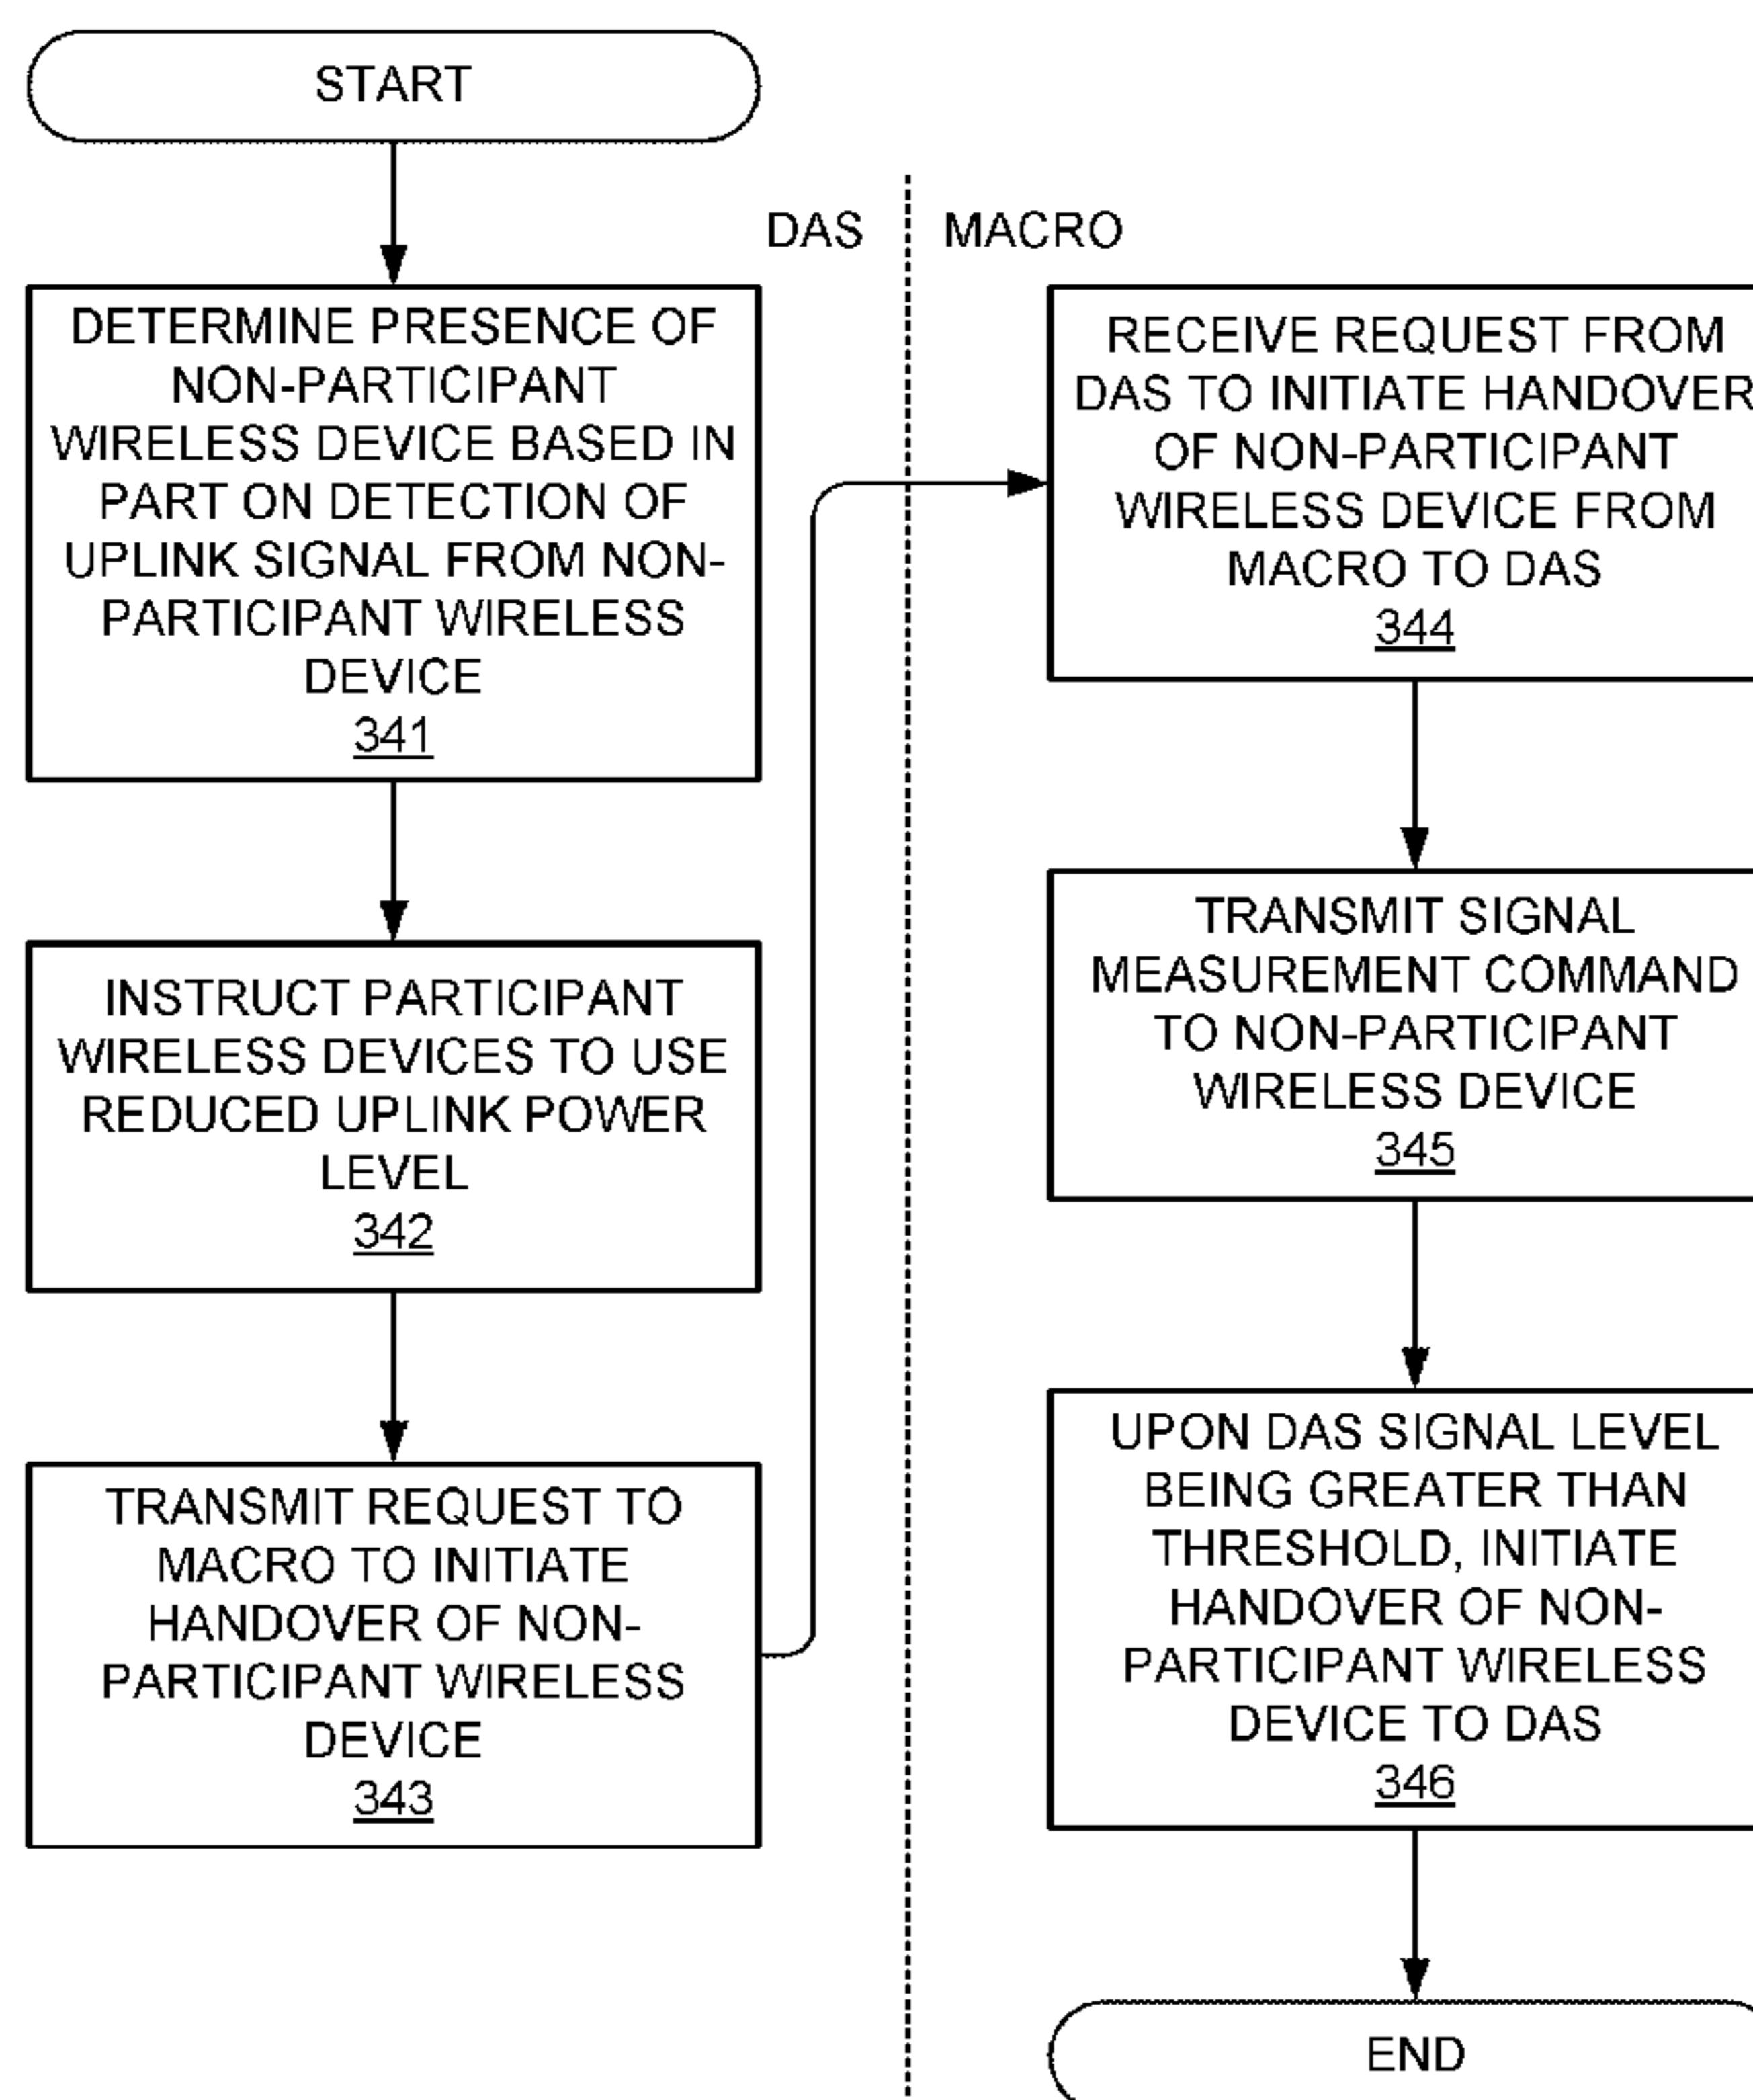 START
DAS
MACRO
DETERMINE PRESENCE OF
NON-PARTICIPANT
WIRELESS DEVICE BASED IN
PART ON DETECTION OF
UPLINK SIGNAL FROM NON-
PARTICIPANT WIRELESS
DEVICE
341
INSTRUCT PARTICIPANT
WIRELESS DEVICES TO USE
REDUCED UPLINK POWER
LEVEL
342
TRANSMIT REQUEST TO
MACRO TO INITIATE
HANDOVER OF NON-
PARTICIPANT WIRELESS
DEVICE
343
RECEIVE REQUEST FROM
DAS TO INITIATE HANDOVER
OF NON-PARTICIPANT
WIRELESS DEVICE FROM
MACRO TO DAS
344
TRANSMIT SIGNAL
MEASUREMENT COMMAND
TO NON-PARTICIPANT
WIRELESS DEVICE
345
UPON DAS SIGNAL LEVEL
BEING GREATER THAN
THRESHOLD, INITIATE
HANDOVER OF NON-
PARTICIPANT WIRELESS
DEVICE TO DAS
346
END